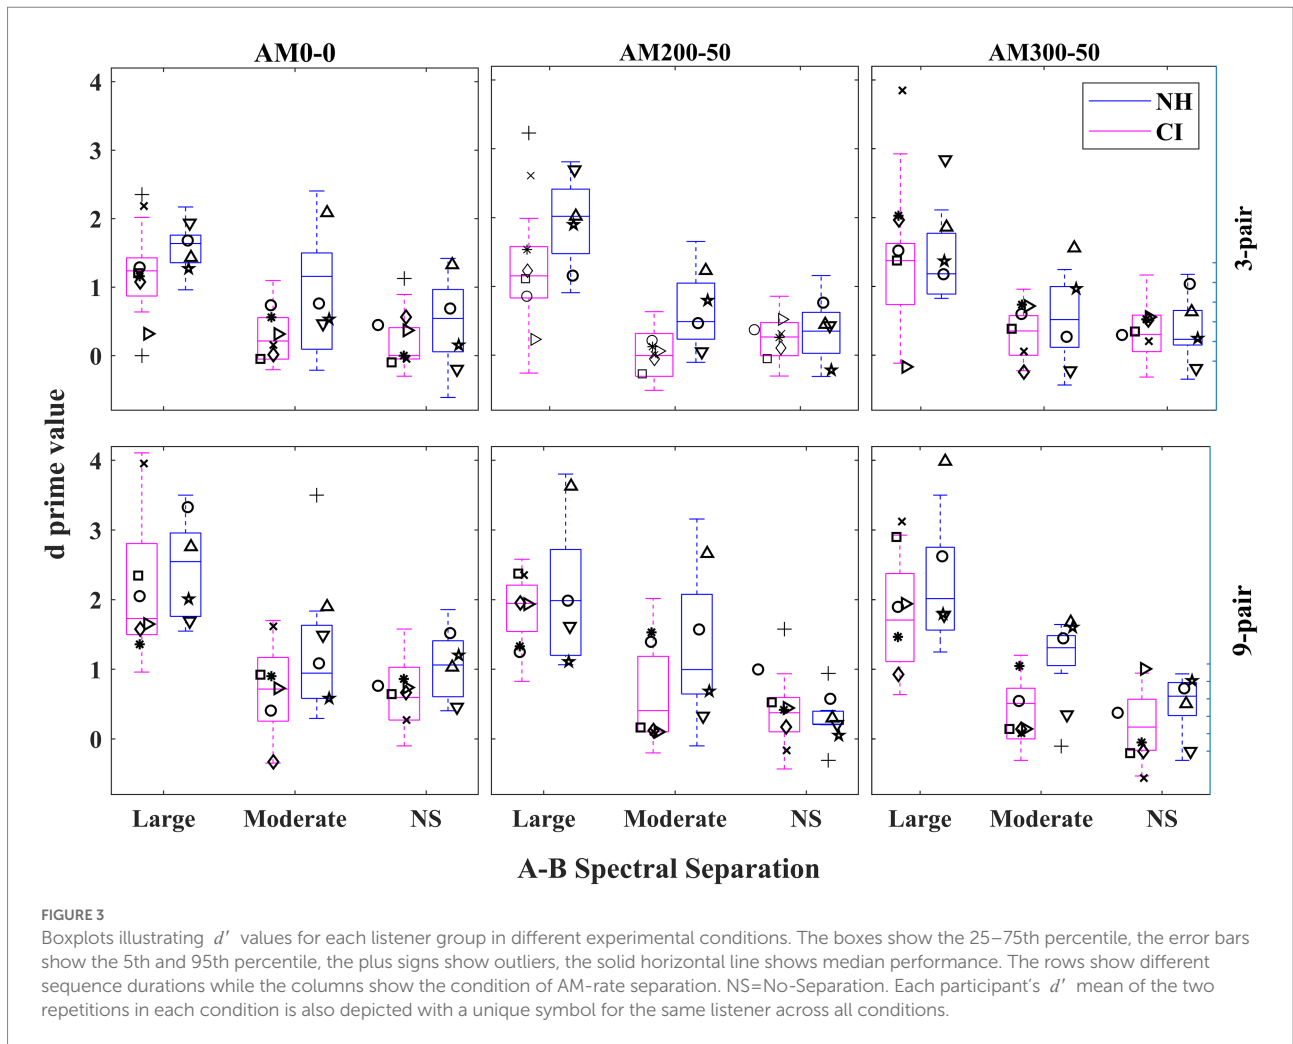 AM0-0 AM200-50 AM300-50
NH
CI
4
3
2
1
0
3-pair
d prime value
4
3
2
1
0
9-pair
Large Moderate NS Large Moderate NS Large Moderate NS
A-B Spectral Separation
FIGURE 3
Boxplots illustrating d′ values for each listener group in different experimental conditions. The boxes show the 25–75th percentile, the error bars
show the 5th and 95th percentile, the plus signs show outliers, the solid horizontal line shows median performance. The rows show different
sequence durations while the columns show the condition of AM-rate separation. NS=No-Separation. Each participant’s d′ mean of the two
repetitions in each condition is also depicted with a unique symbol for the same listener across all conditions.